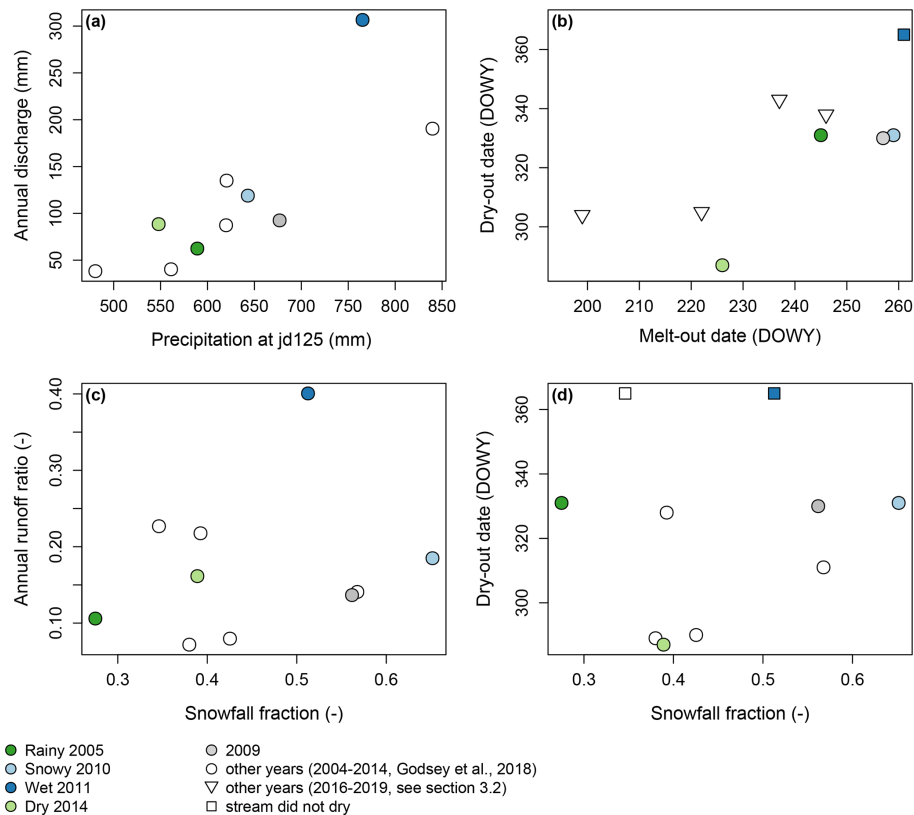 (a)
Annual discharge (mm)
300
250
200
150
100
50
500 550 600 650 700 750 800 850
Precipitation at jd125 (mm)
(b)
Dry-out date (DOWY)
360
340
320
300
200 210 220 230 240 250 260
Melt-out date (DOWY)
(c)
Annual runoff ratio (-)
0.40
0.30
0.20
0.10
0.3 0.4 0.5 0.6
Snowfall fraction (-)
(d)
Dry-out date (DOWY)
360
340
320
300
0.3 0.4 0.5 0.6
Snowfall fraction (-)
Rainy 2005
Snowy 2010
Wet 2011
Dry 2014
2009
other years (2004-2014, Godsey et al., 2018)
other years (2016-2019, see section 3.2)
stream did not dry